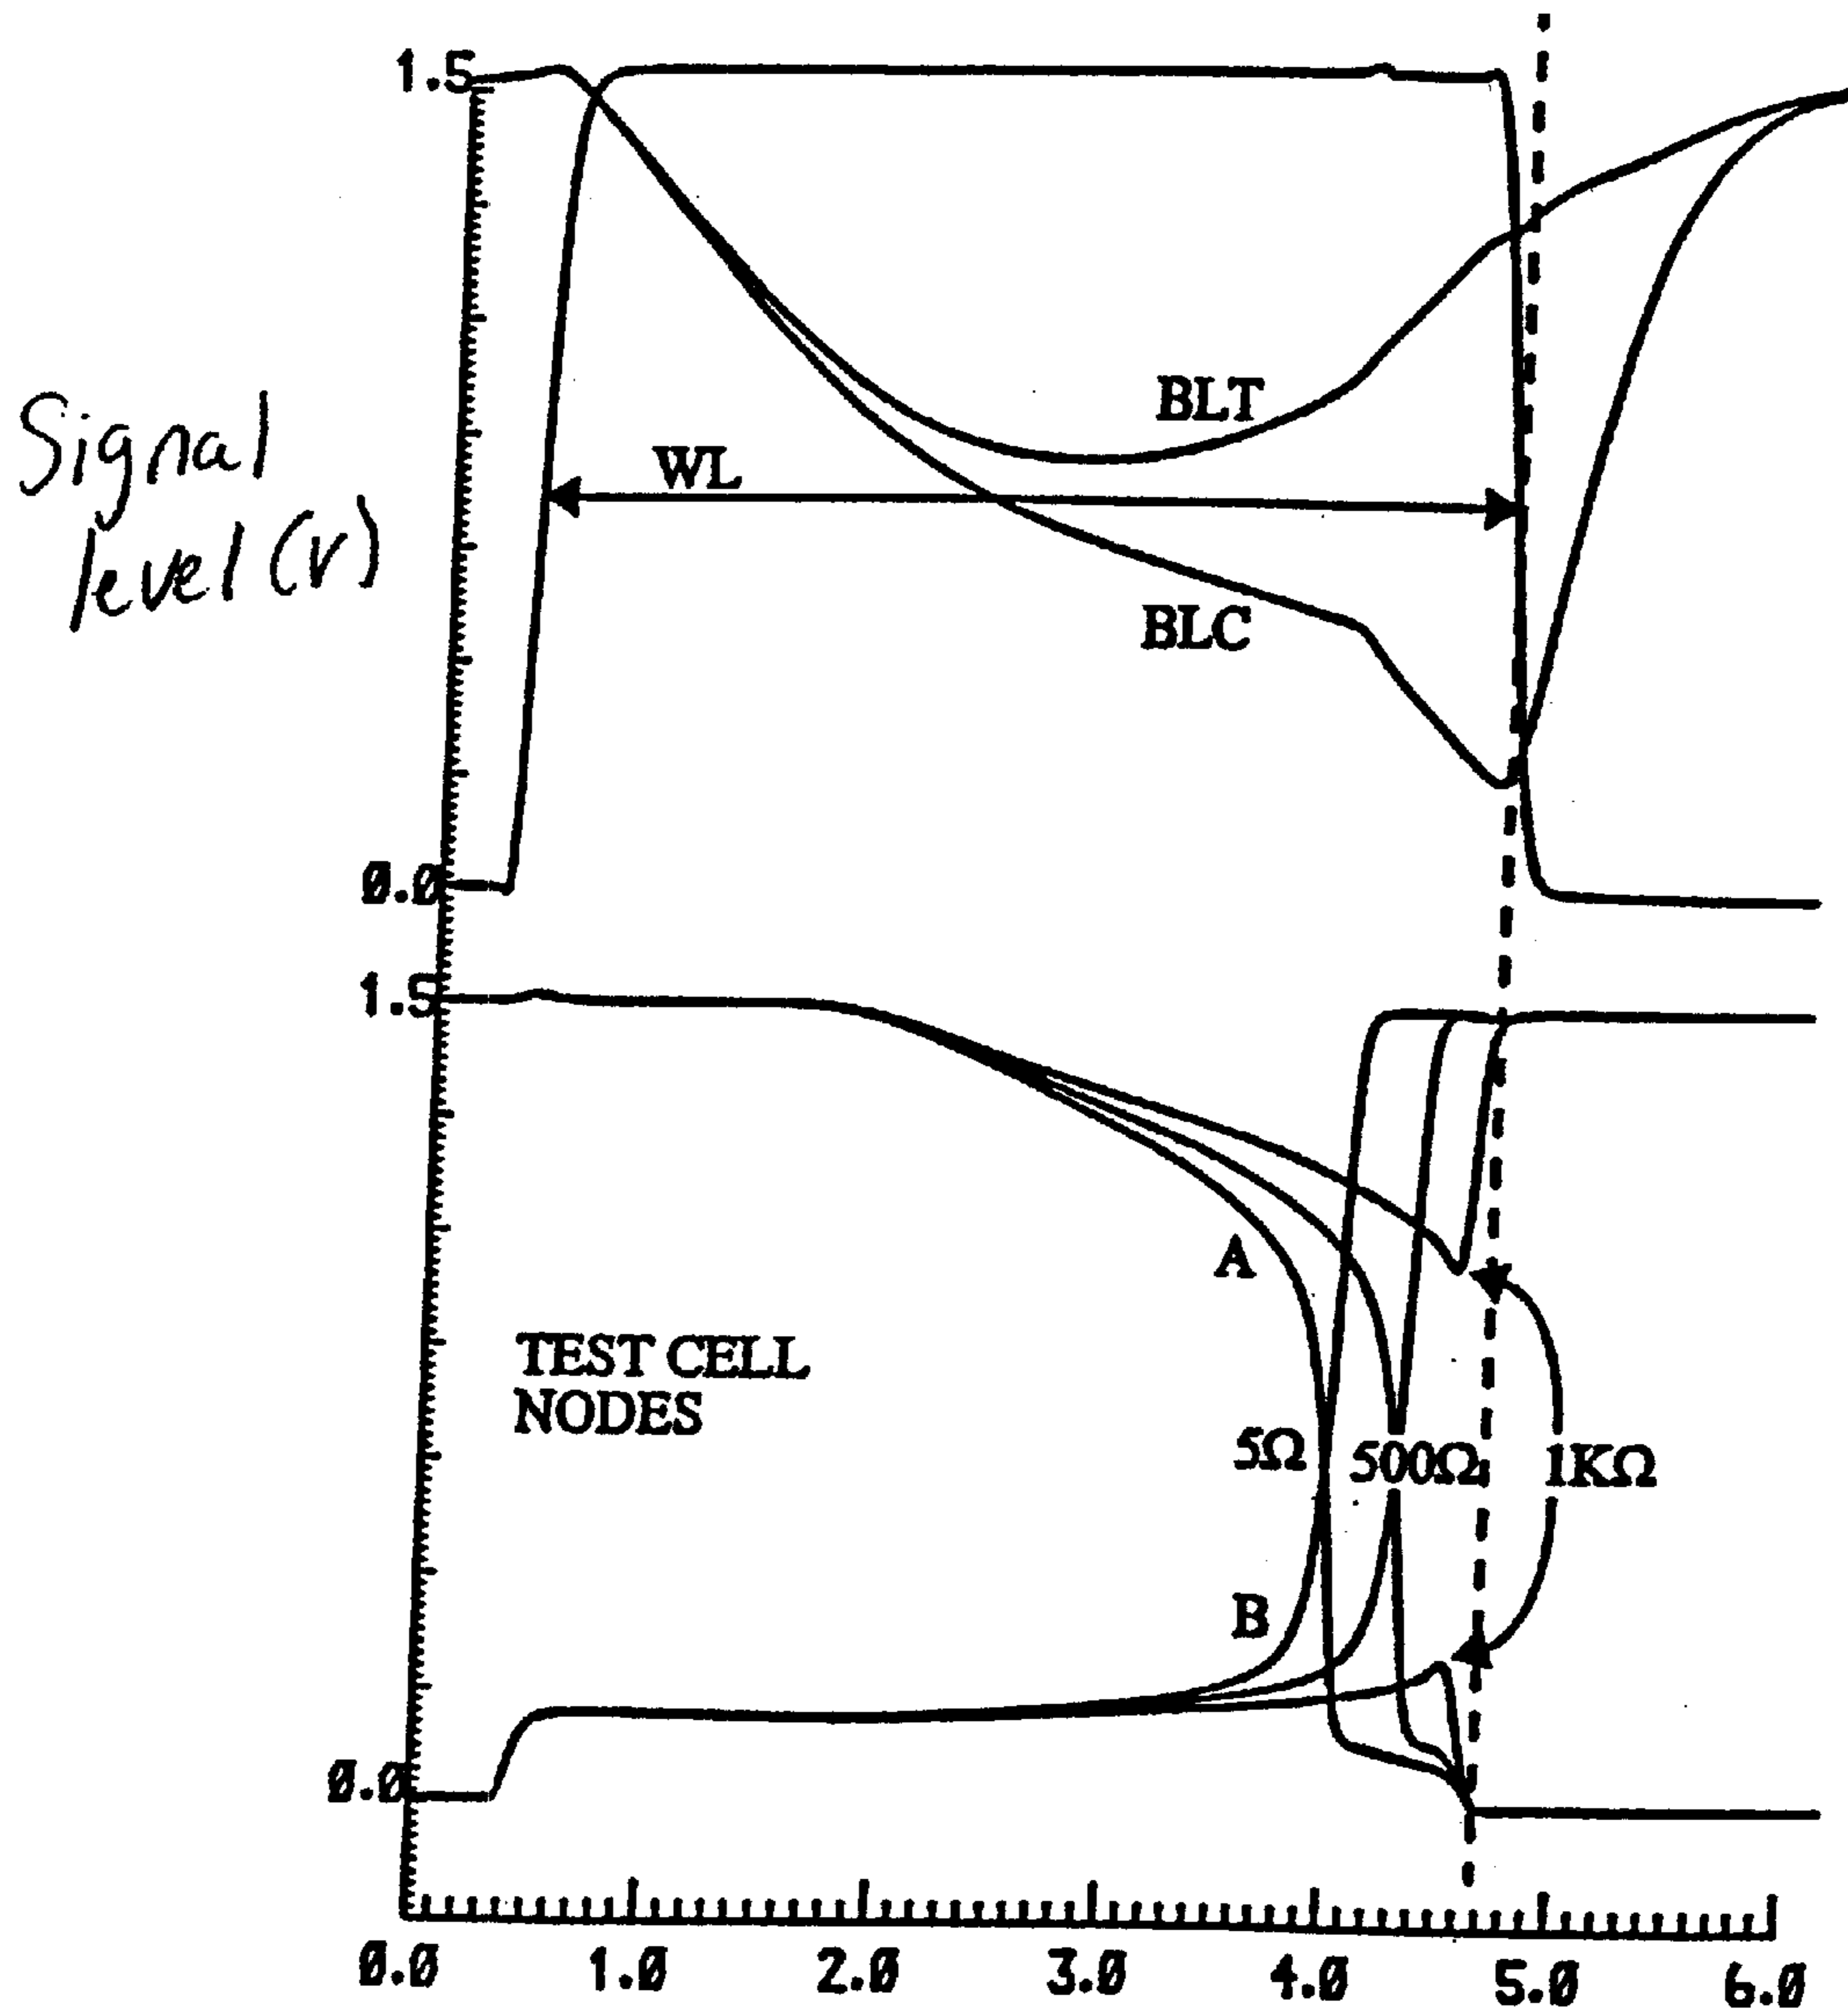 1.5
Signal
level (V)
BLT
WL
BLC
0.0
1.5
A
TEST CELL
NODES
5Ω
500Ω
1KΩ
B
0.0
0.0 1.0 2.0 3.0 4.0 5.0 6.0